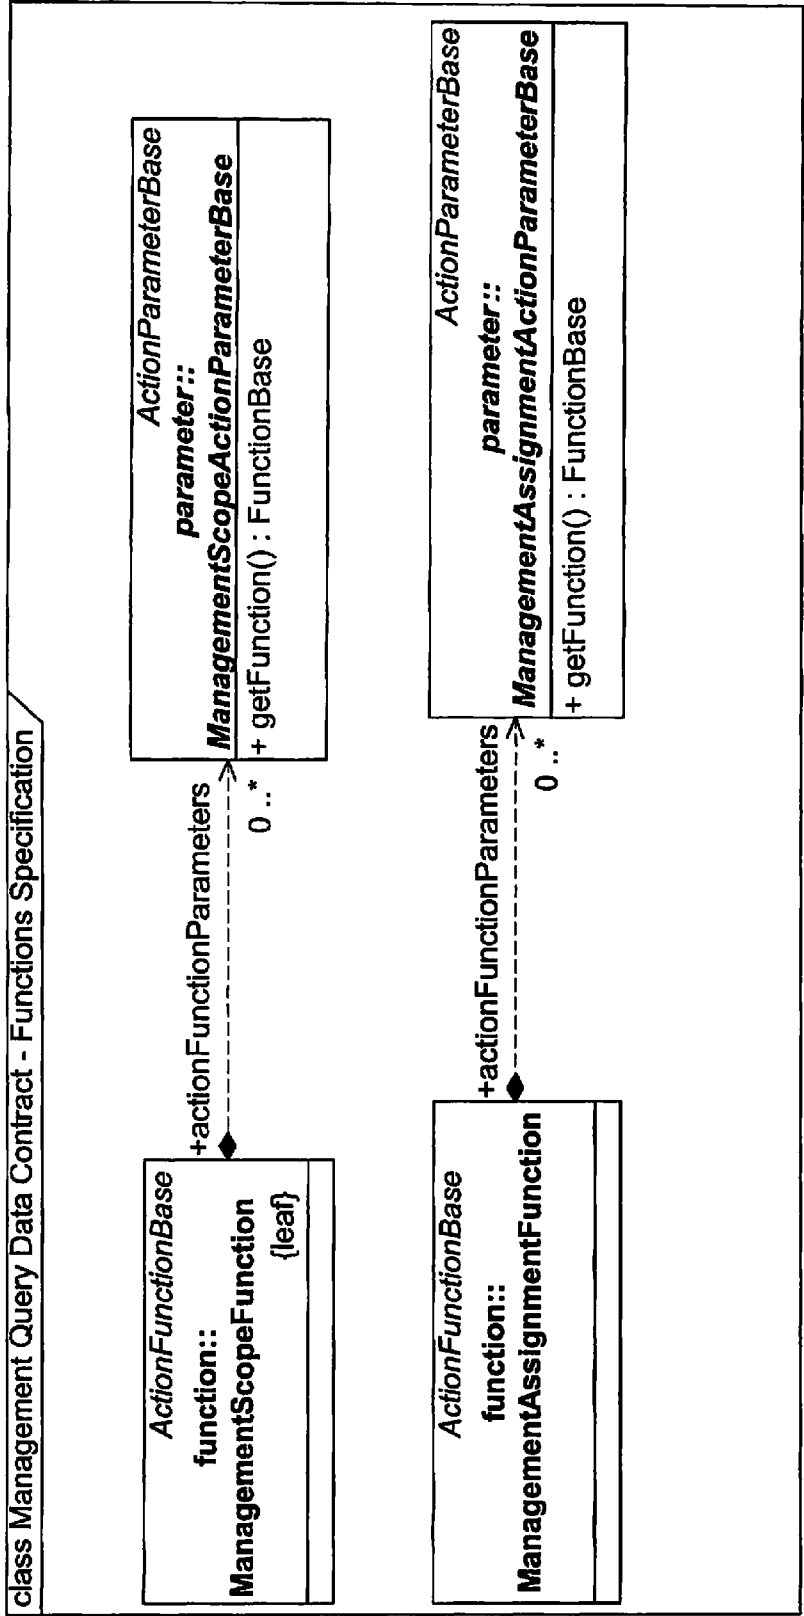 class Management Query Data Contract - Functions Specification
ActionFunctionBase
function::
ManagementScopeFunction
{leaf}
+actionFunctionParameters
0 ..*
ActionParameterBase
parameter::
ManagementScopeActionParameterBase
+ getFunction() : FunctionBase
ActionFunctionBase
function::
ManagementAssignmentFunction
+actionFunctionParameters
0 ..*
ActionParameterBase
parameter::
ManagementAssignmentActionParameterBase
+ getFunction() : FunctionBase